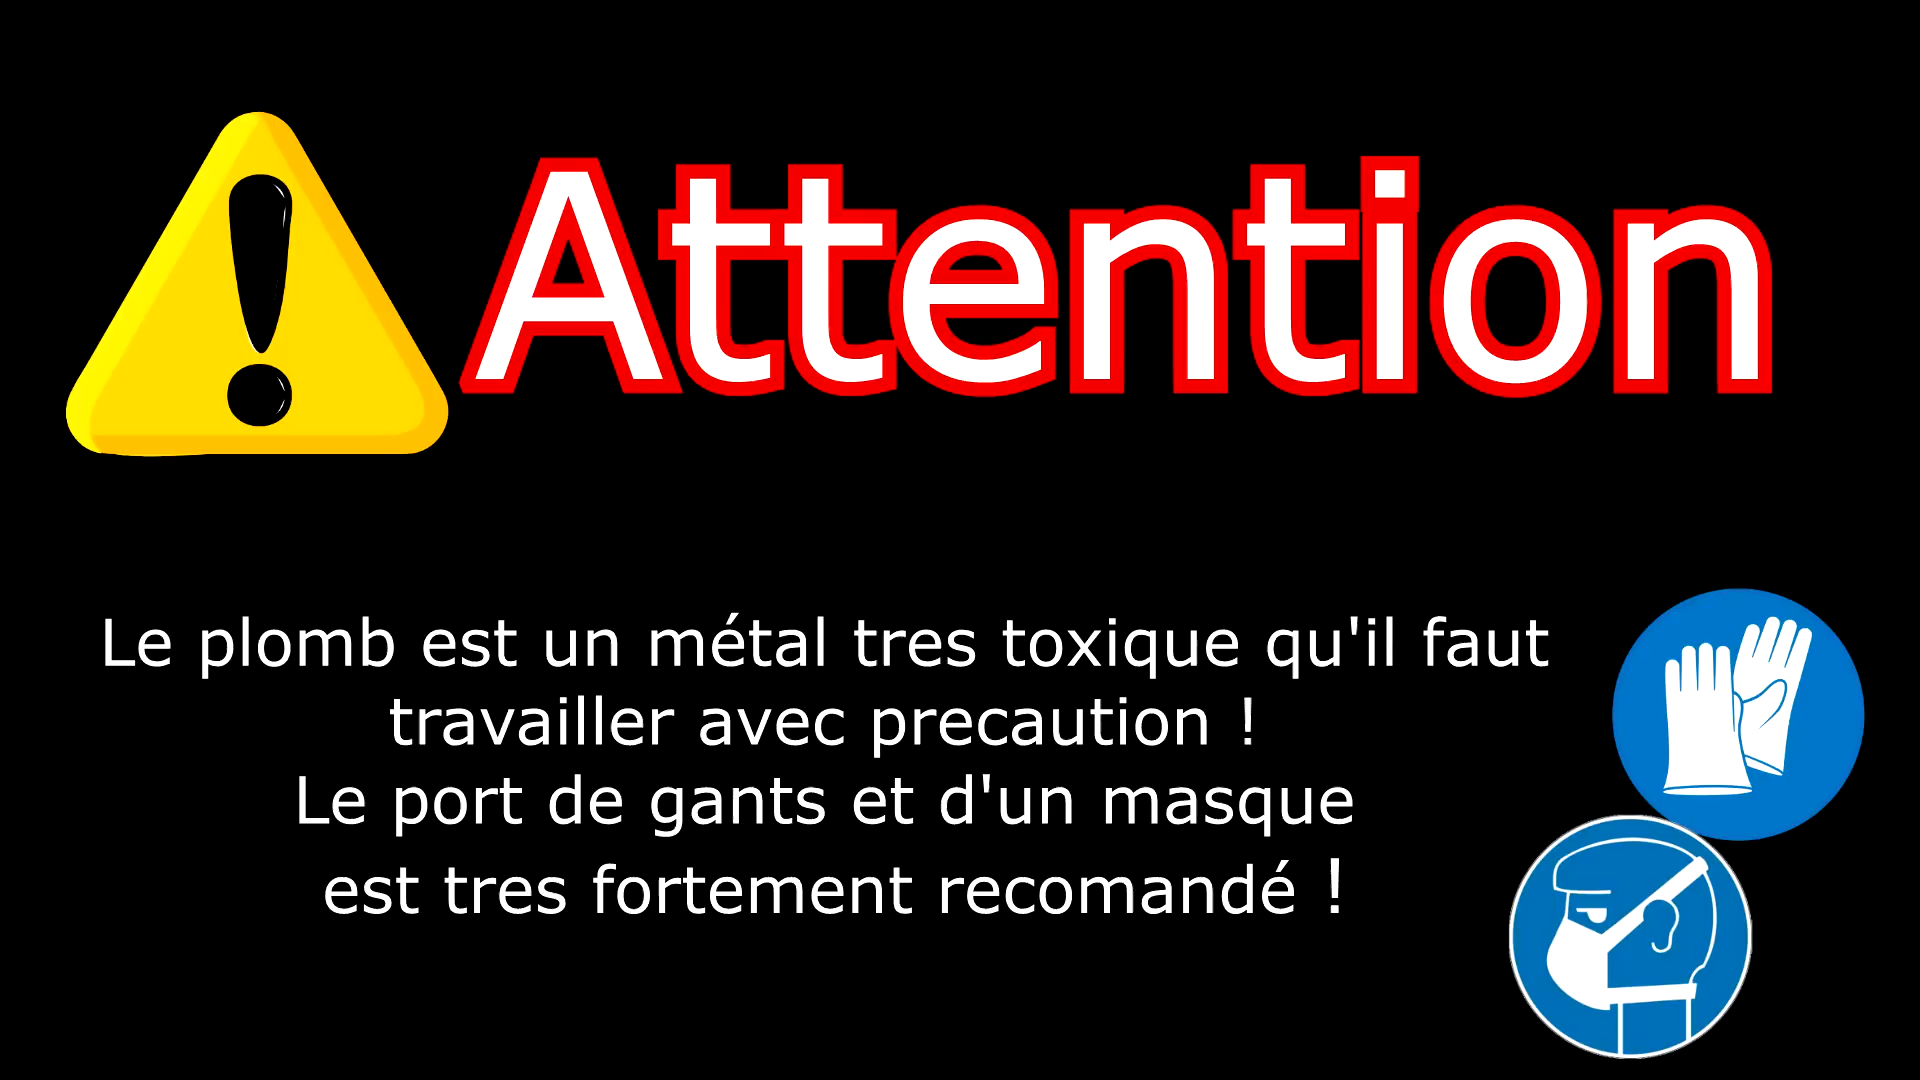 Attention
Le plomb est un métal tres toxique qu'il faut
travailler avec precaution !
Le port de gants et d'un masque
est tres fortement recomandé !